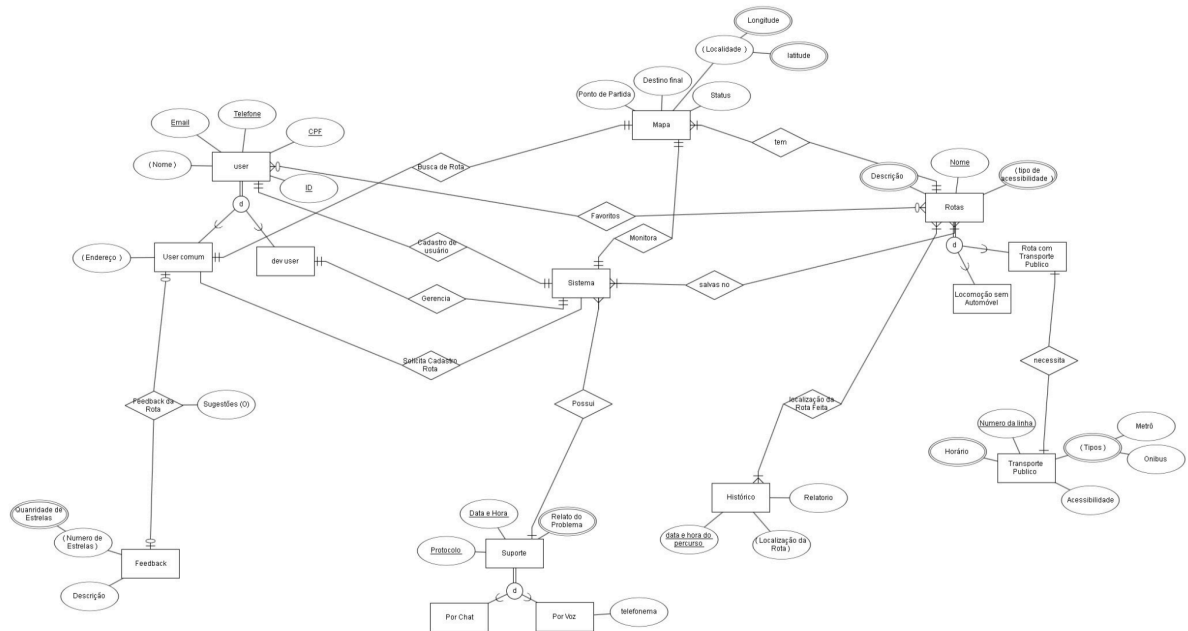 Longitude
( Localidade )
latitude
Destino final
Ponto de Partida
Status
Mapa
Telefone
Email
CPF
user
( Nome )
ID
d
Busca de Rota
tem
Nome
Descrição
( tipo de
acessibilidade )
Rotas
Favoritos
d
( Endereço )
User comum
dev user
Cadastro de
usuário
Monitora
Rota com
Transporte
Publico
Sistema
salvas no
Locomoção sem
Automóvel
Gerencia
Solicita Cadastro
Rota
necessita
Feedback da
Rota
Sugestões (O)
Possui
localização da
Rota Feita
Numero da linha
Metrô
Horário
( Tipos )
Onibus
Transporte
Publico
Acessibilidade
Histórico
Relatorio
data e hora do
percurso
( Localização da
Rota )
Quanridade de
Estrelas
( Numero de
Estrelas )
Feedback
Descrição
Data e Hora
Relato do
Problema
Protocolo
Suporte
d
Por Chat
Por Voz
telefonema